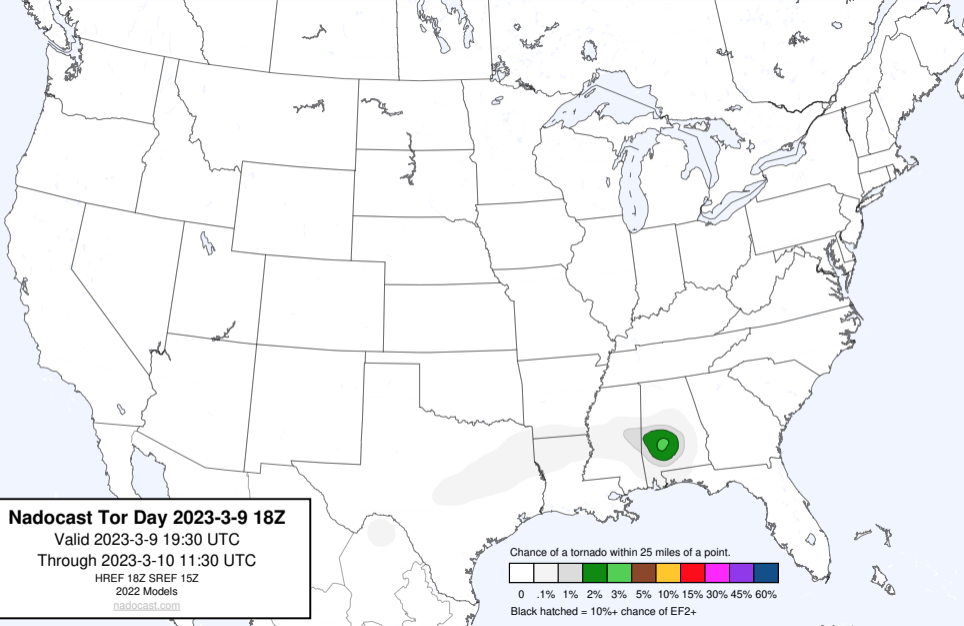 Nadocast Tor Day 2023-3-9 18Z
Valid 2023-3-9 19:30 UTC
Through 2023-3-10 11:30 UTC
HREF 18Z SREF 15Z
2022 Models
nadocast.com
Chance of a tornado within 25 miles of a point.
0 .1% 1% 2% 3% 5% 10% 15% 30% 45% 60%
Black hatched = 10%+ chance of EF2+